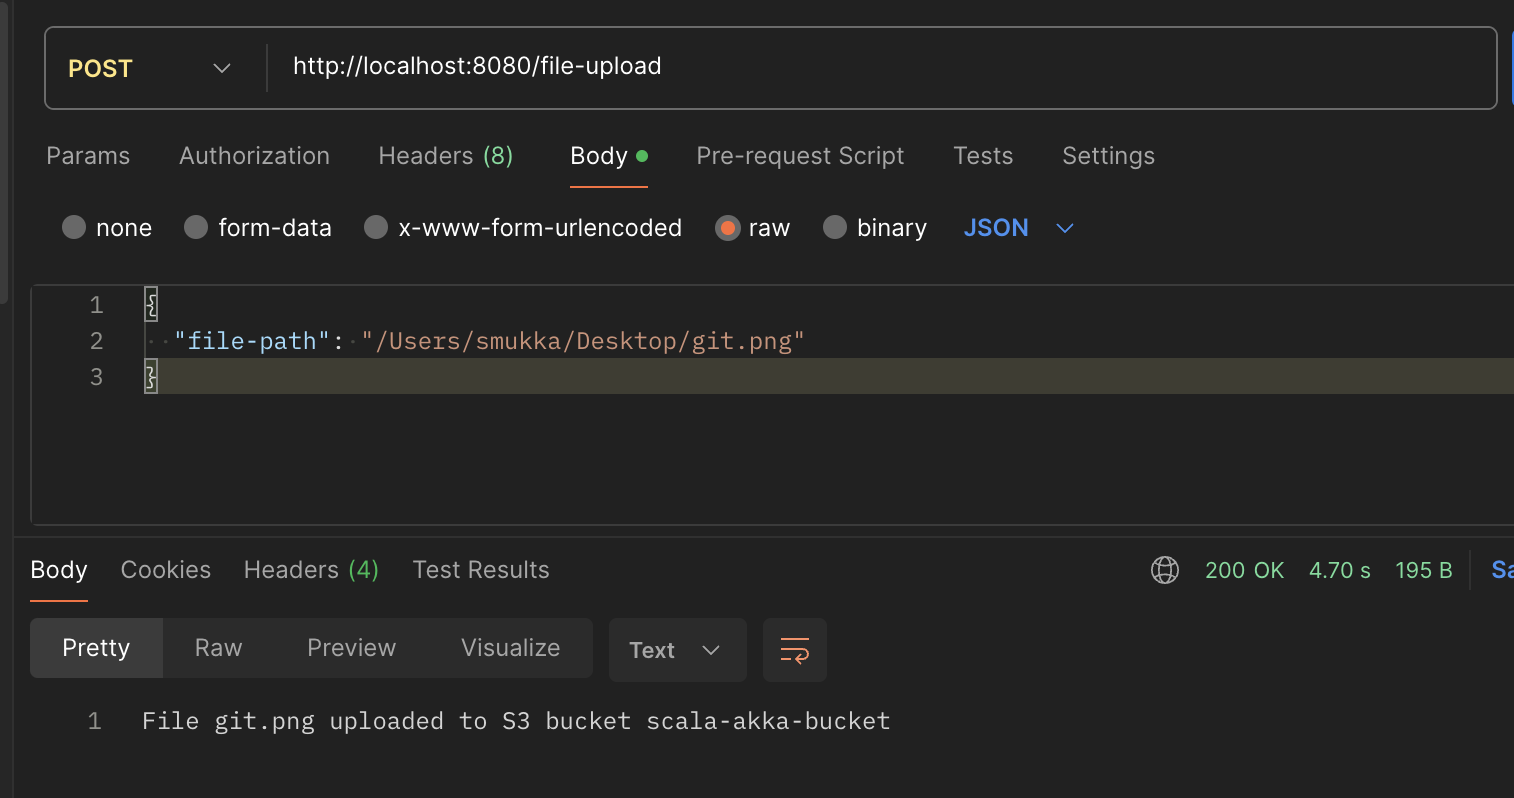 POST http://localhost:8080/file-upload
Params Authorization Headers (8) Body Pre-request Script Tests Settings
none form-data x-www-form-urlencoded raw binary JSON
1 {
2 "file-path": "/Users/smukka/Desktop/git.png"
3 }
Body Cookies Headers (4) Test Results 200 OK 4.70 s 195 B Sa
Pretty Raw Preview Visualize Text
1 File git.png uploaded to S3 bucket scala-akka-bucket